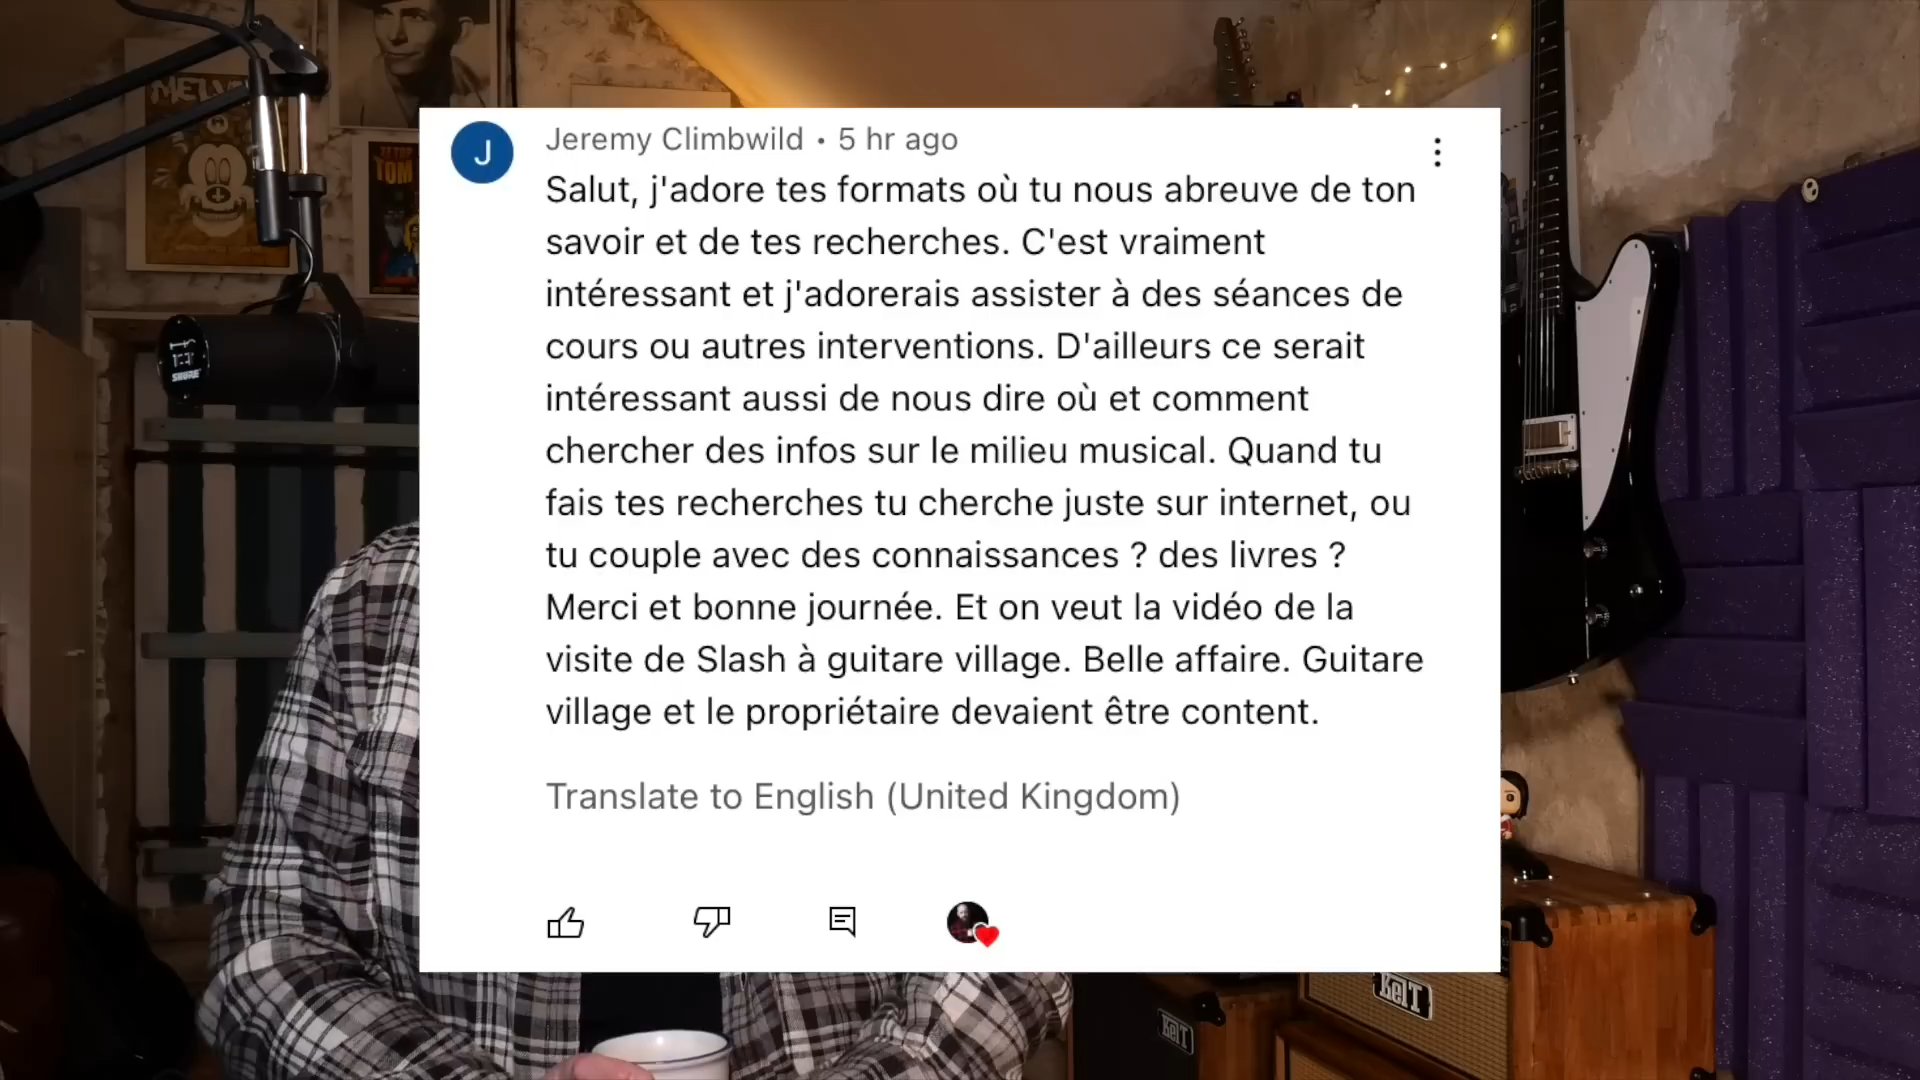 MELV
TOM
SHURE
J
Jeremy Climbwild • 5 hr ago
Salut, j'adore tes formats où tu nous abreuve de ton
savoir et de tes recherches. C'est vraiment
intéressant et j'adorerais assister à des séances de
cours ou autres interventions. D'ailleurs ce serait
intéressant aussi de nous dire où et comment
chercher des infos sur le milieu musical. Quand tu
fais tes recherches tu cherche juste sur internet, ou
tu couple avec des connaissances ? des livres ?
Merci et bonne journée. Et on veut la vidéo de la
visite de Slash à guitare village. Belle affaire. Guitare
village et le propriétaire devaient être content.
Translate to English (United Kingdom)
KelT
KelT